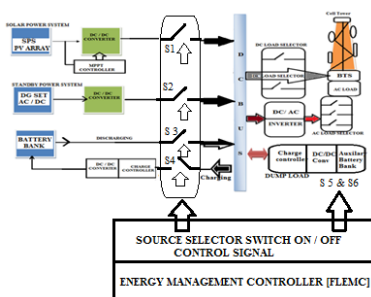 SOLAR POWER SYSTEM
SPS
PV ARRAY
DC / DC
CONVERTER
MPPT CONTROLLER
S1
STANDBY POWER SYSTEM
DG SET
AC / DC
DC / DC
CONVERTER
S2
BATTERY
BANK
DISCHARGING
S 3
S4
DC / DC
CONVERTER
CHARGE
CONTROLLER
Charging
D C B U S
Cell Tower
DC LOAD SELECTOR
LOAD SELECTOR
BTS
AC LOAD
DC/ AC
INVERTER
AC LOAD SELECTOR
Charge
controller
DC/DC
Conv
Auxilar
Battery
Bank
DUMP LOAD
S 5 & S6
SOURCE SELECTOR SWITCH ON / OFF
CONTROL SIGNAL
ENERGY MANAGEMENT CONTROLLER [FLEMC]